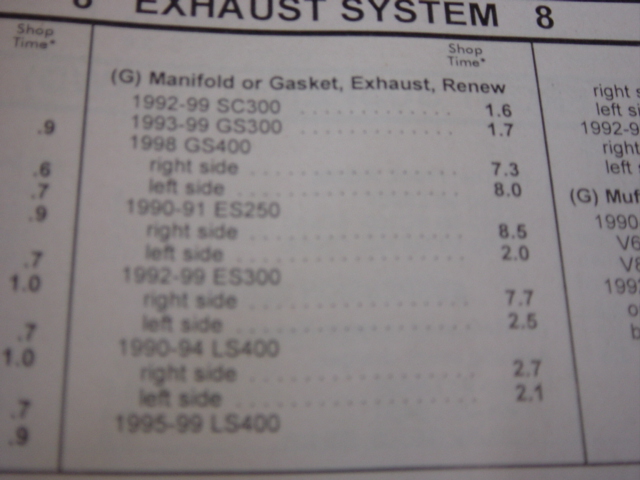 8 EXHAUST SYSTEM 8
Shop
Time*
.9
.6
.7
.9
.7
1.0
.7
1.0
.7
.9
Shop
Time*
(G) Manifold or Gasket, Exhaust, Renew
1992-99 SC300 . . . . . . . . . . . . 1.6
1993-99 GS300 . . . . . . . . . . . . 1.7
1998 GS400
right side . . . . . . . . . . . . . . . 7.3
left side . . . . . . . . . . . . . . . . 8.0
1990-91 ES250
right side . . . . . . . . . . . . . . . 8.5
left side . . . . . . . . . . . . . . . . 2.0
1992-99 ES300
right side . . . . . . . . . . . . . . . 7.7
left side . . . . . . . . . . . . . . . . 2.5
1990-94 LS400
right side . . . . . . . . . . . . . . . 2.7
left side . . . . . . . . . . . . . . . . 2.1
1995-99 LS400
right s
left si
1992-9
right
left
(G) Muf
1990
V6
V8
199
o
b